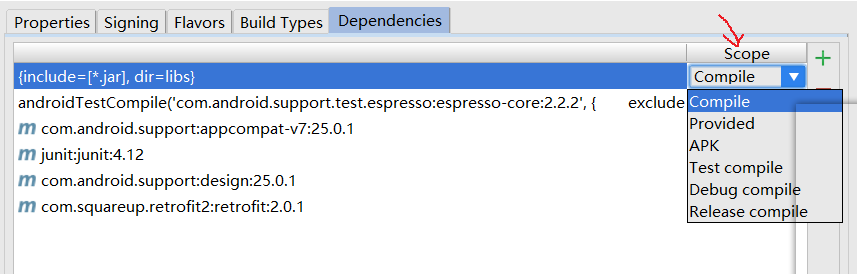 Properties Signing Flavors Build Types Dependencies
Scope
{include=[*.jar], dir=libs} Compile
androidTestCompile('com.android.support.test.espresso:espresso-core:2.2.2', { exclude Compile
m com.android.support:appcompat-v7:25.0.1 Provided
m junit:junit:4.12 APK
m com.android.support:design:25.0.1 Test compile
m com.squareup.retrofit2:retrofit:2.0.1 Debug compile
Release compile